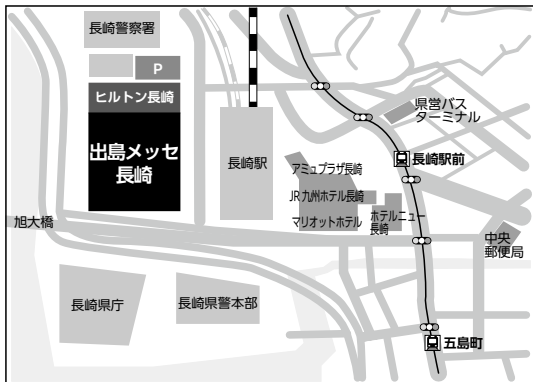 長崎警察署
P
ヒルトン長崎
出島メッセ
長崎
長崎駅
県営バス
ターミナル
長崎駅前
アミュプラザ長崎
JR九州ホテル長崎
マリオットホテル
ホテルニュー
長崎
旭大橋
中央
郵便局
長崎県庁
長崎県警本部
五島町